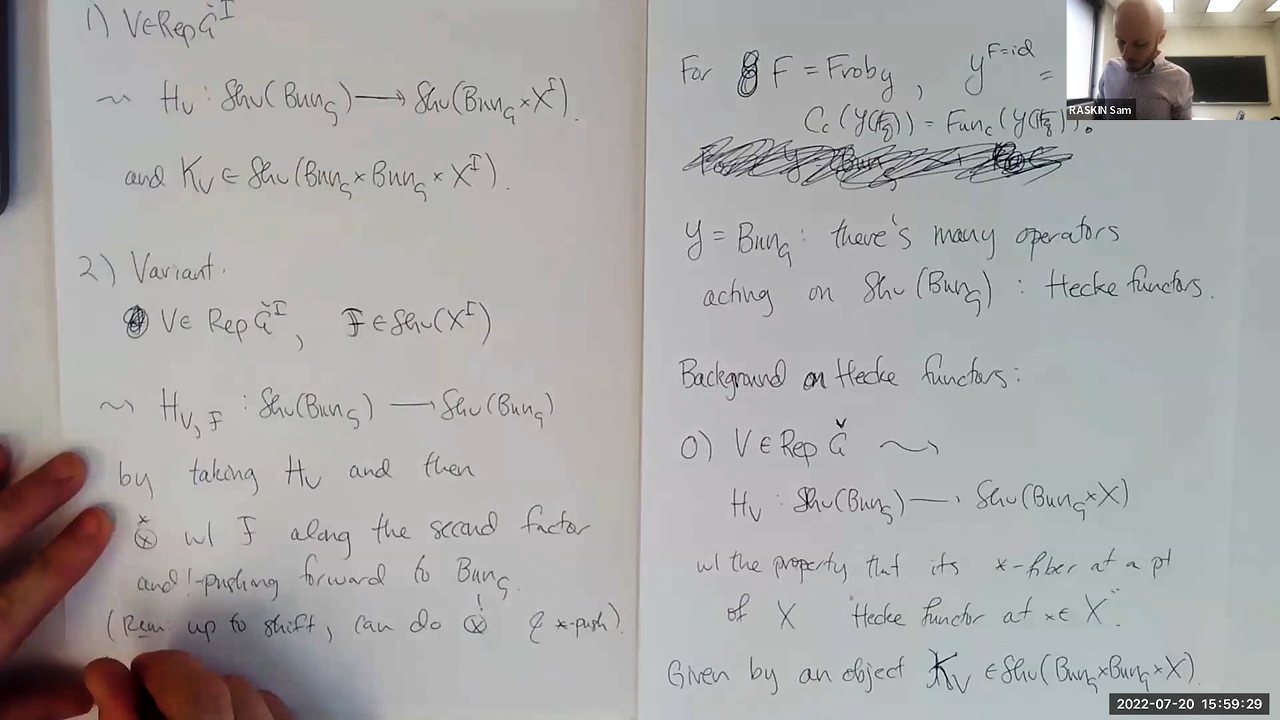 1) V∈Rep Ǧ^I
⇝ H_V : Shv(Bun_G) ⟶ Shv(Bun_G × X^I).
and K_V ∈ Shv(Bun_G × Bun_G × X^I).
2) Variant.
V∈ Rep Ǧ^I, F ∈ Shv(X^I)
⇝ H_{V,F} : Shv(Bun_G) ⟶ Shv(Bun_G)
by taking H_V and then
⊗^* w/ F along the second factor
and !-pushing forward to Bun_G.
(Rem: up to shift, can do ⊗^! & *-push).
For F = Frob_Y, Y^{F=id} =
C_c(Y(F_q)) = Fun_c(Y(F_q)).
Y = Bun_G: there's many operators
acting on Shv(Bun_G) : Hecke functors.
Background on Hecke functors:
0) V ∈ Rep Ǧ ⇝
H_V : Shv(Bun_G) ⟶ Shv(Bun_G × X)
w/ the property that its *-fiber at a pt
of X "Hecke functor at x∈ X".
Given by an object K_V ∈ Shv(Bun_G × Bun_G × X).
RASKIN Sam
2022-07-20 15:59:29